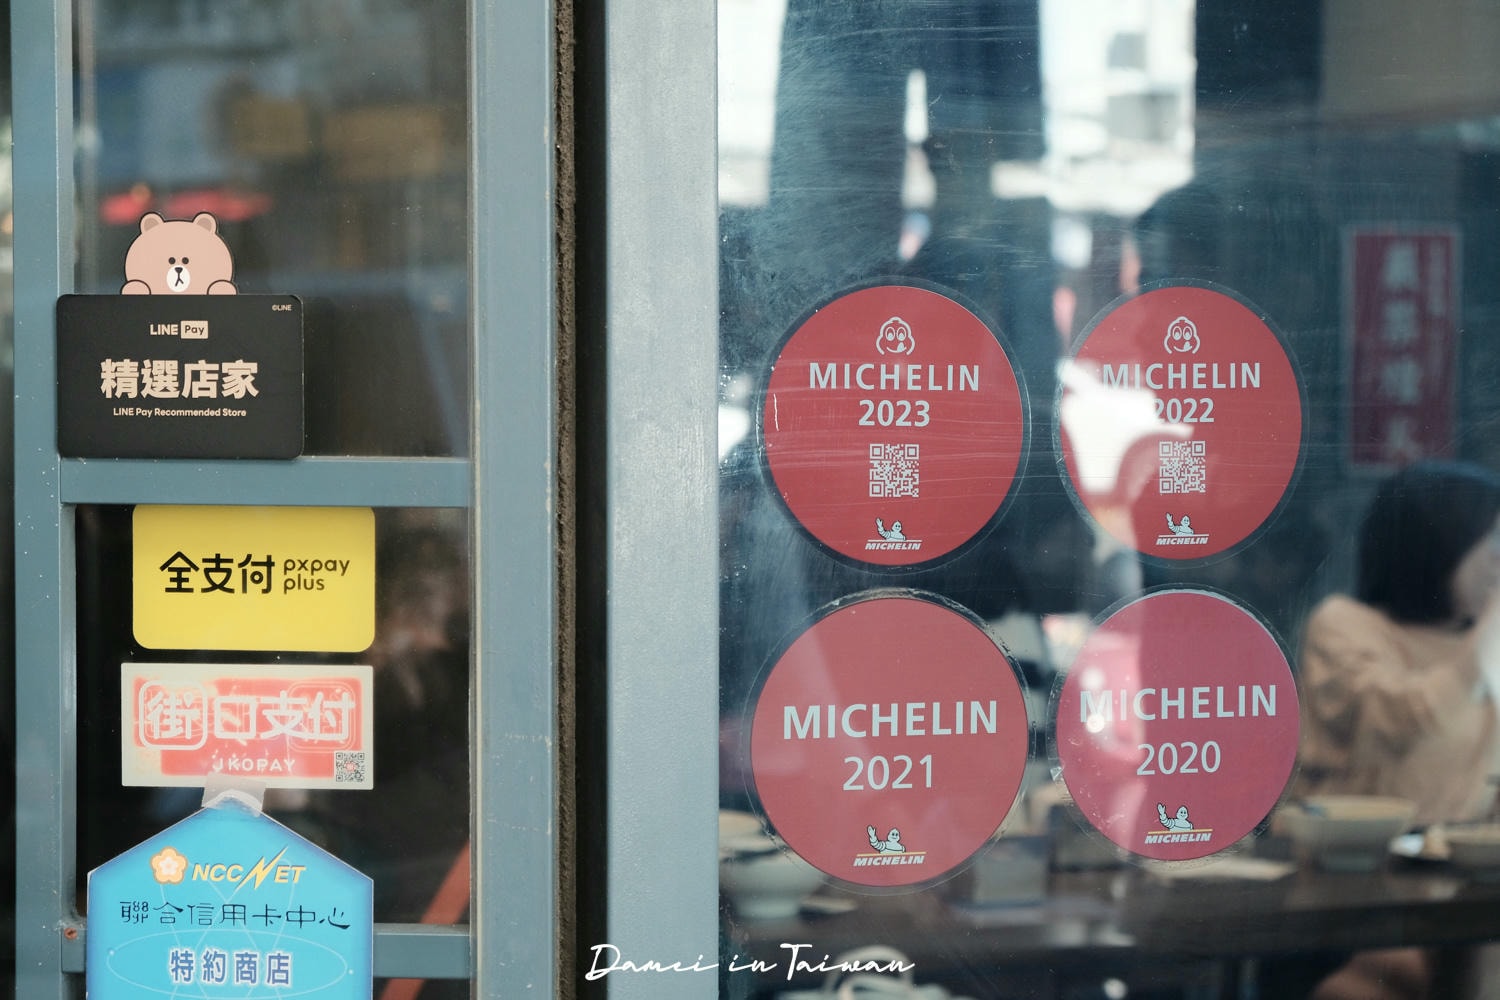 ©LINE
LINE Pay
精選店家
LINE Pay Recommended Store
全支付 pxpay
plus
街口支付
JKOPAY
NCCNET
聯合信用卡中心
特約商店
MICHELIN
2023
MICHELIN
MICHELIN
2022
MICHELIN
MICHELIN
2021
MICHELIN
MICHELIN
2020
MICHELIN
Damei in Taiwan